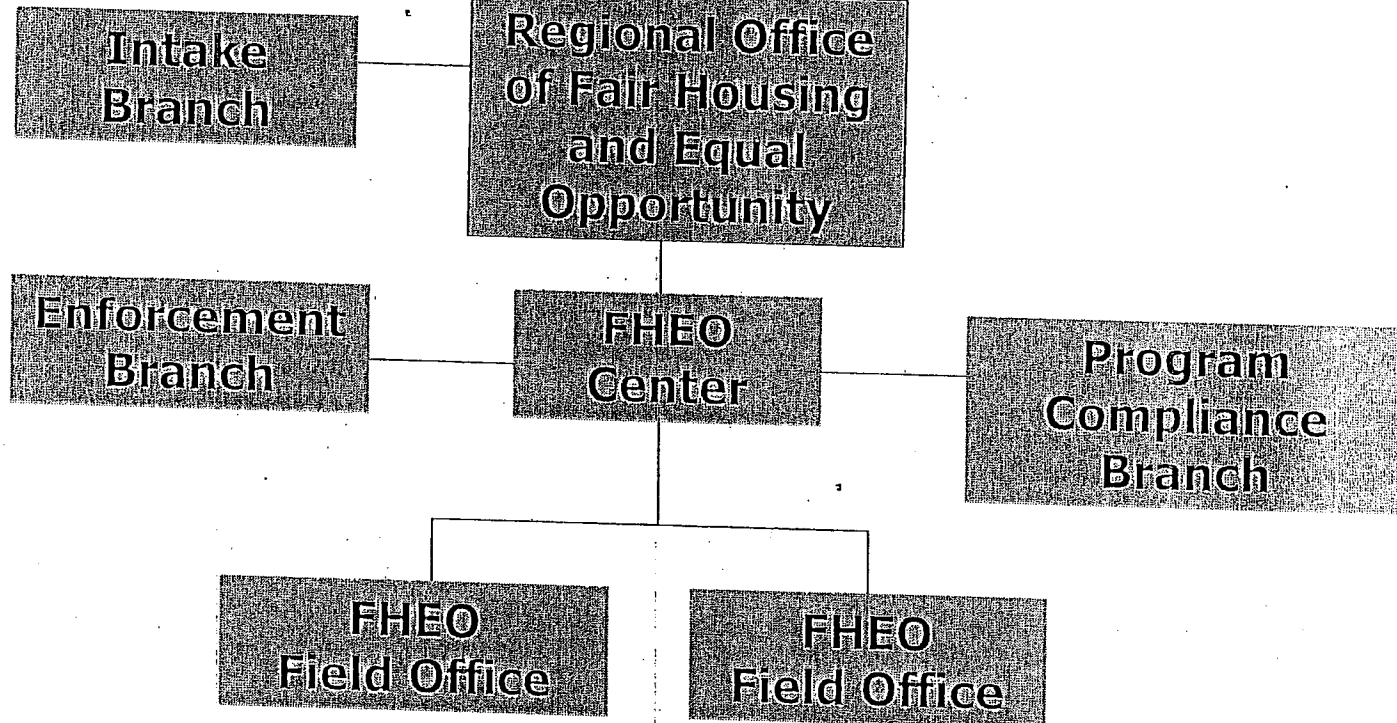 Intake
Branch
Regional Office
of Fair Housing
and Equal
Opportunity
Enforcement
Branch
FHEO
Center
Program
Compliance
Branch
FHEO
Field Office
FHEO
Field Office